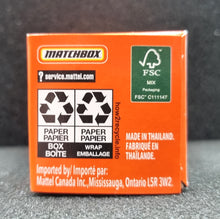 MATCHBOX
? service.mattel.com
FSC
MIX
Packaging
FSC® C111147
PAPER PAPER
PAPIER PAPIER
BOX WRAP
BOÎTE EMBALLAGE
how2recycle.info
MADE IN THAILAND.
FABRIQUÉ EN
THAÏLANDE.
Imported by/Importé par:
Mattel Canada Inc., Mississauga, Ontario L5R 3W2.